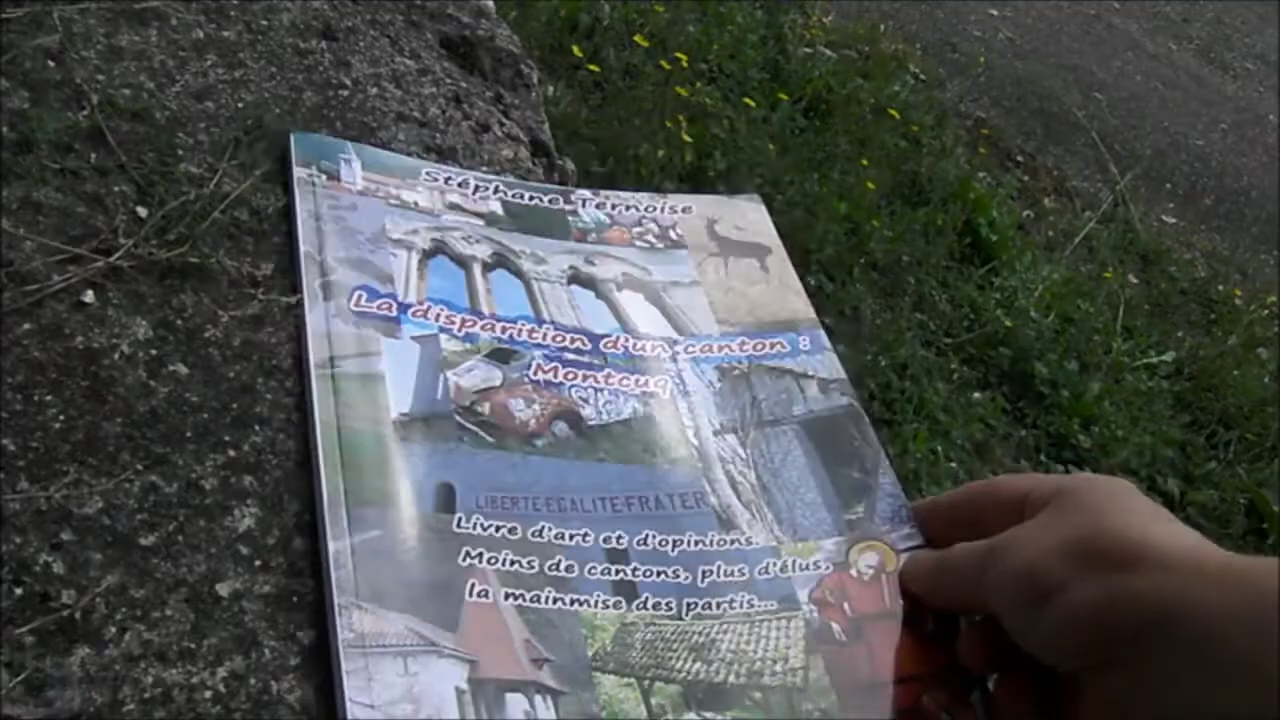 Stéphane Ternoise
La disparition d'un canton :
Montcuq
LIBERTE·EGALITE·FRATER
Livre d'art et d'opinions.
Moins de cantons, plus d'élus,
la mainmise des partis...